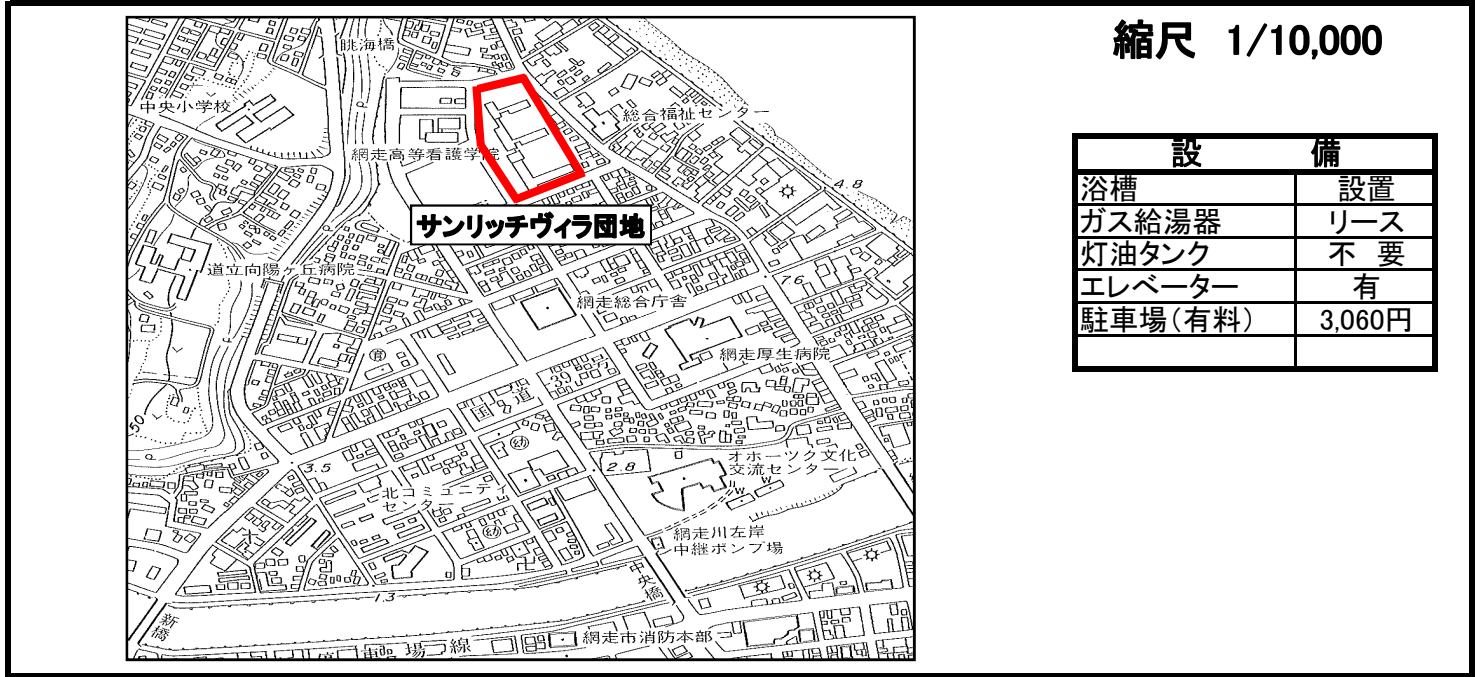 縮尺 1/10,000
眺海橋
中央小学校
総合福祉センター
網走高等看護学院
4.8
サンリッチヴィラ団地
道立向陽ヶ丘病院
7.6
網走総合庁舎
網走厚生病院
国道
39号
50
3.5
2.8
オホーツク文化
交流センター
北コミュニティ
センター
網走川左岸
中継ポンプ場
1.3
中央橋
新橋
網走市消防本部
車場線
設 備
浴槽 設置
ガス給湯器 リース
灯油タンク 不 要
エレベーター 有
駐車場(有料) 3,060円